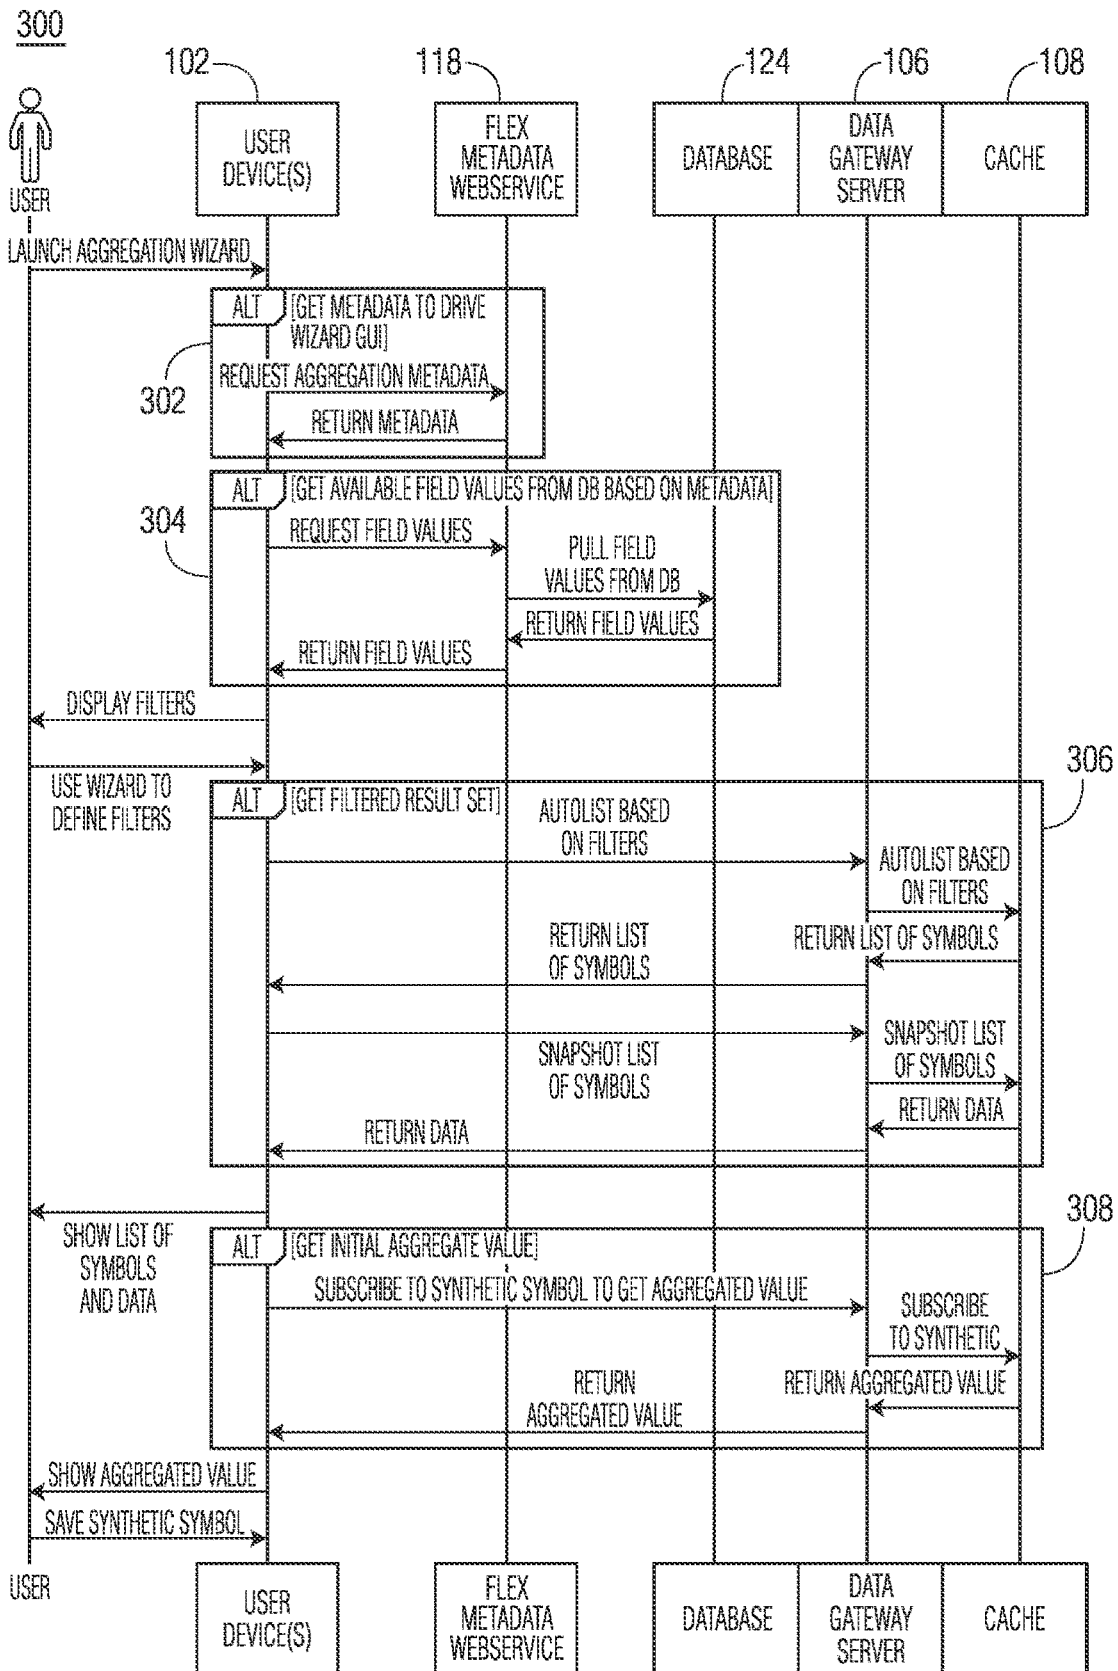 300
102
118
124
106
108
USER
USER
DEVICE(S)
FLEX
METADATA
WEBSERVICE
DATABASE
DATA
GATEWAY
SERVER
CACHE
LAUNCH AGGREGATION WIZARD
ALT
[GET METADATA TO DRIVE
WIZARD GUI]
302
REQUEST AGGREGATION METADATA
RETURN METADATA
ALT
[GET AVAILABLE FIELD VALUES FROM DB BASED ON METADATA]
304
REQUEST FIELD VALUES
PULL FIELD
VALUES FROM DB
RETURN FIELD VALUES
RETURN FIELD VALUES
DISPLAY FILTERS
USE WIZARD TO
DEFINE FILTERS
306
ALT
[GET FILTERED RESULT SET]
AUTOLIST BASED
ON FILTERS
AUTOLIST BASED
ON FILTERS
RETURN LIST OF SYMBOLS
RETURN LIST
OF SYMBOLS
SNAPSHOT LIST
OF SYMBOLS
SNAPSHOT LIST
OF SYMBOLS
RETURN DATA
RETURN DATA
SHOW LIST OF
SYMBOLS
AND DATA
308
ALT
[GET INITIAL AGGREGATE VALUE]
SUBSCRIBE TO SYNTHETIC SYMBOL TO GET AGGREGATED VALUE
SUBSCRIBE
TO SYNTHETIC
RETURN AGGREGATED VALUE
RETURN
AGGREGATED VALUE
SHOW AGGREGATED VALUE
SAVE SYNTHETIC SYMBOL
USER
USER
DEVICE(S)
FLEX
METADATA
WEBSERVICE
DATABASE
DATA
GATEWAY
SERVER
CACHE